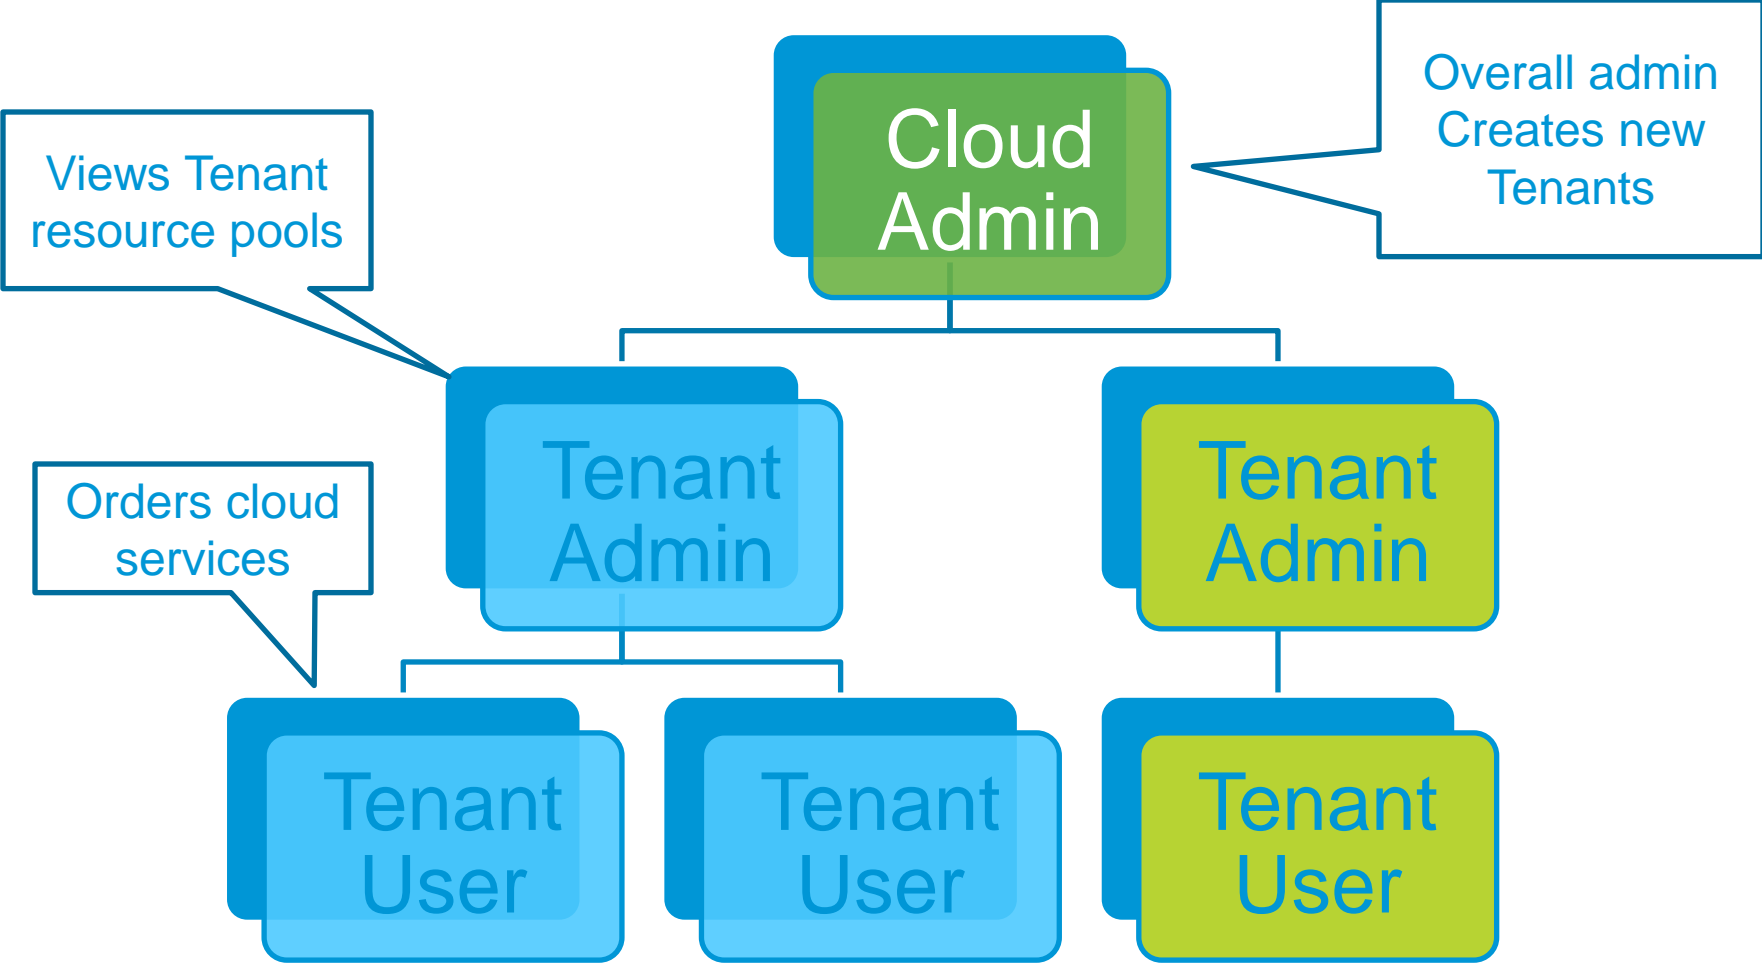 Overall admin
Creates new
Tenants
Cloud
Admin
Views Tenant
resource pools
Tenant
Admin
Tenant
Admin
Orders cloud
services
Tenant
User
Tenant
User
Tenant
User